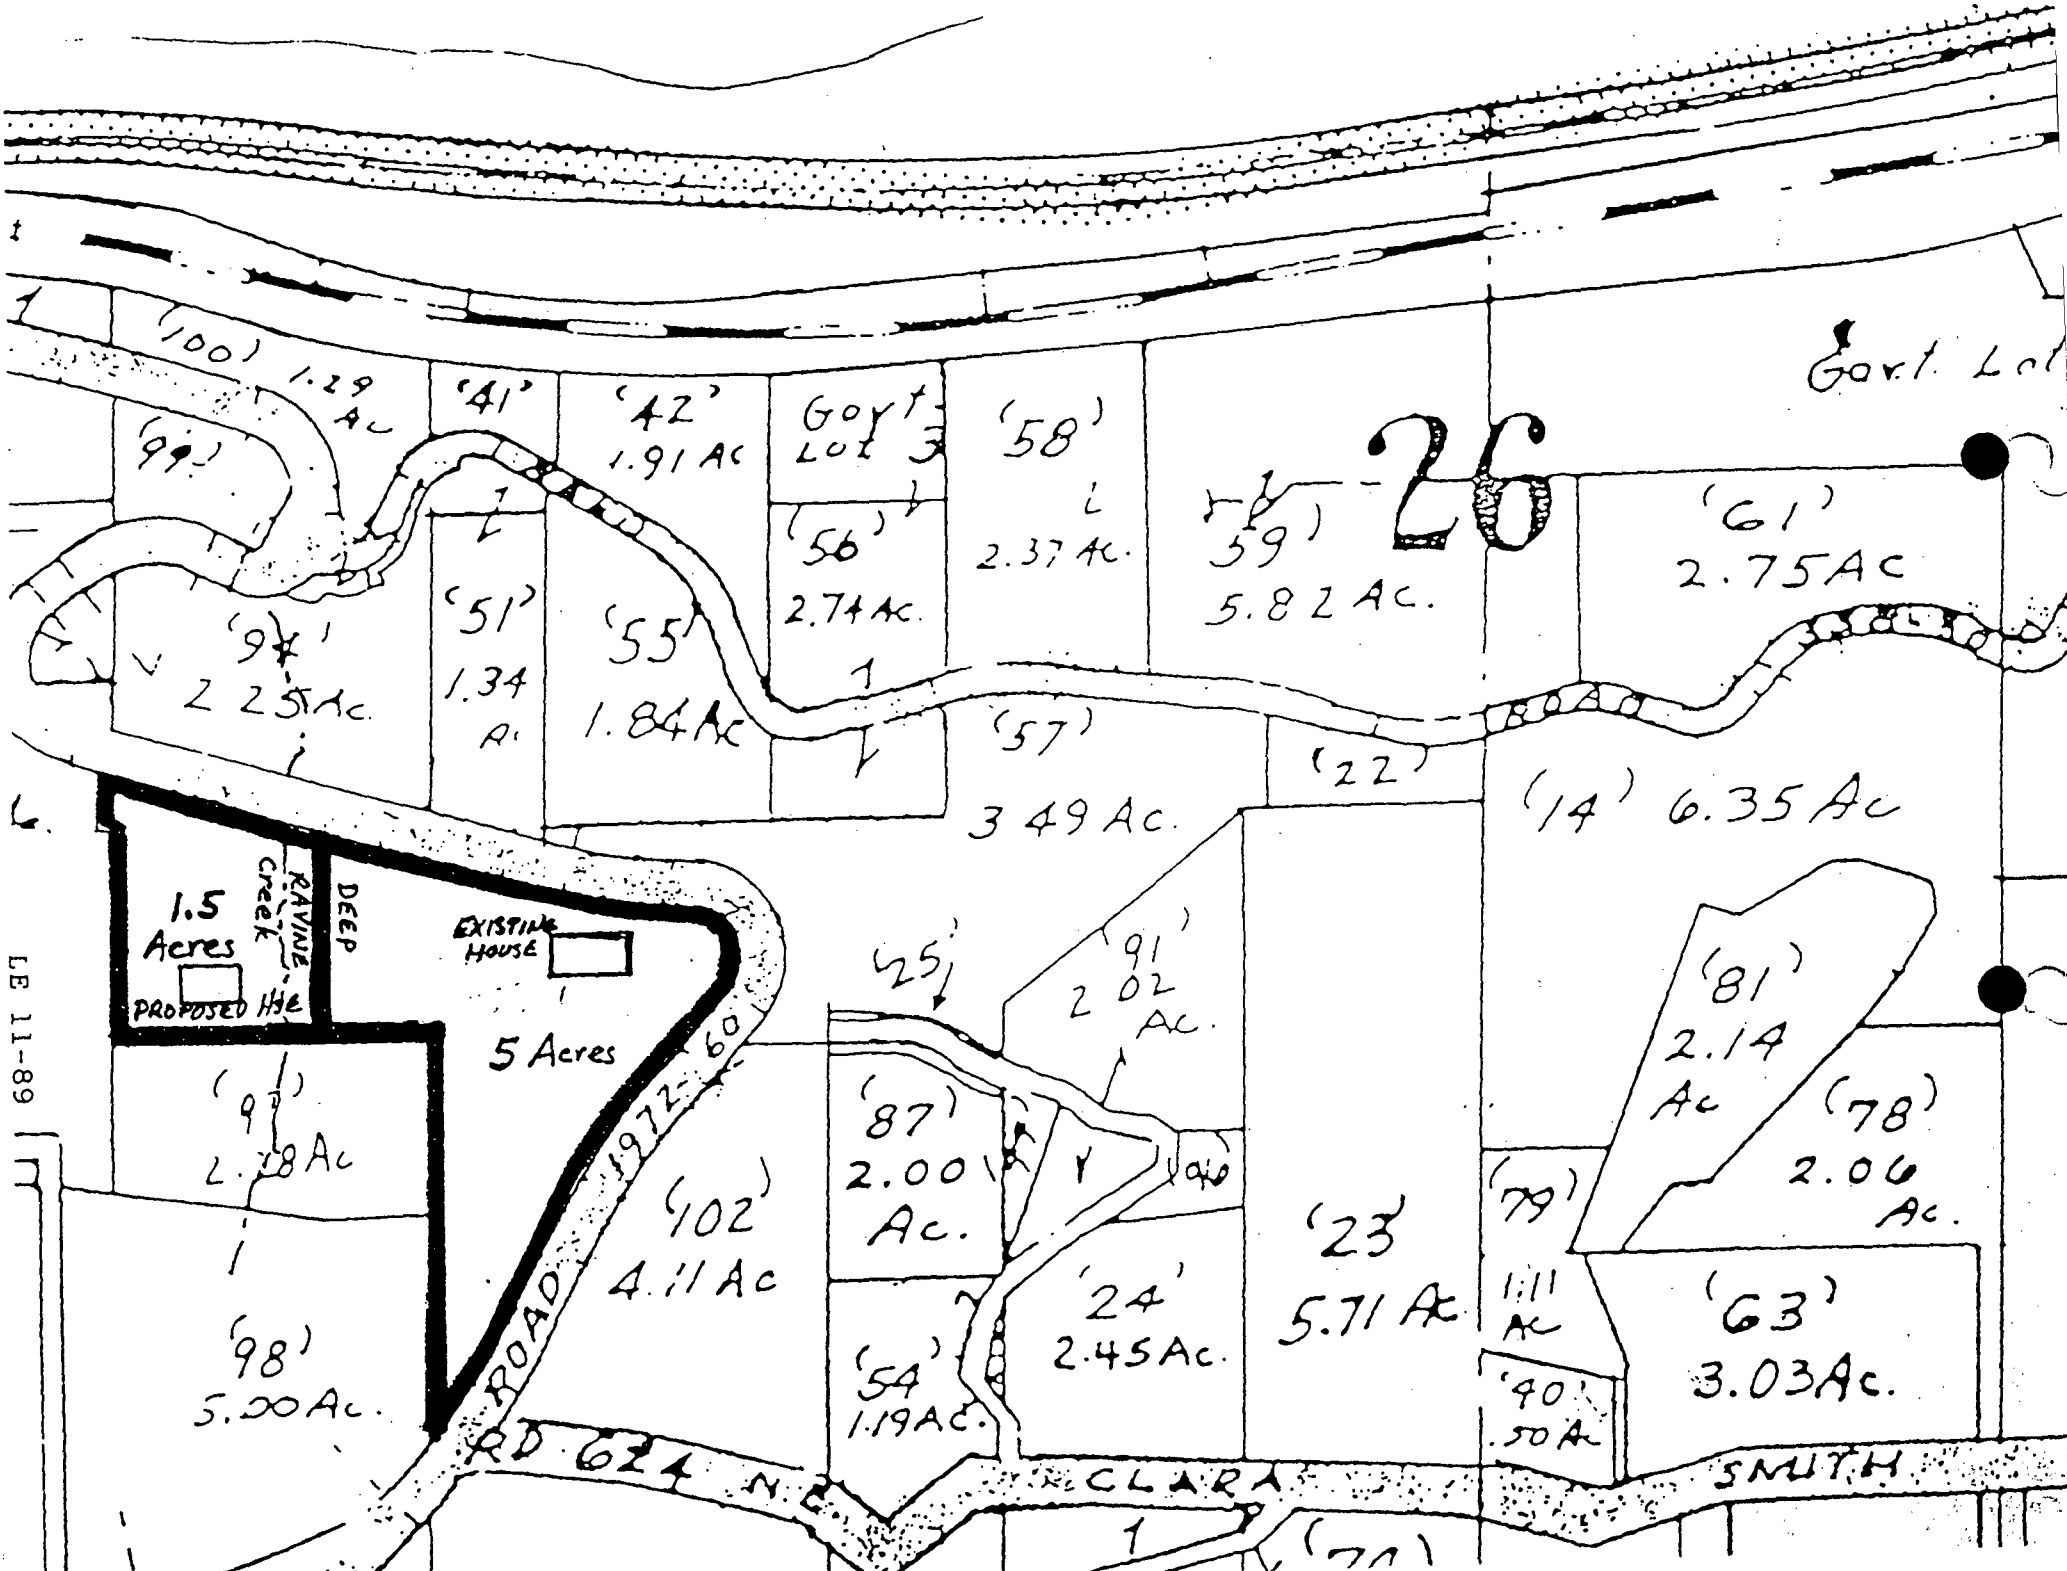 t
Govt. Lot
'100'
1.29
Ac
'41'
'42'
1.91 Ac
Govt
Lot 3
'58'
2.37 Ac.
26
'99'
'56'
2.74 Ac.
59'
5.82 Ac.
'61'
2.75 Ac
'51'
1.34
'55'
1.84 Ac
2 25 Ac.
ROAD
'57'
3 49 Ac.
'22'
'14' 6.35 Ac
6.
1.5
Acres
Creek
RAVINE
DEEP
PROPOSED HSE
EXISTING
HOUSE
5 Acres
LE 11-89
'25'
'91'
2 02
Ac.
'81'
2.14
Ac
'78'
2.06
Ac.
'87'
2.00
Ac.
'102'
4.11 Ac
'98'
5.00 Ac.
ROAD 1972-60
'54'
1.19 Ac.
'24'
2.45 Ac.
'23'
5.71 Ac.
'79'
1.11
Ac
'40'
.50 Ac
'63'
3.03 Ac.
RD 624 N.E.
CLARA
SMITH